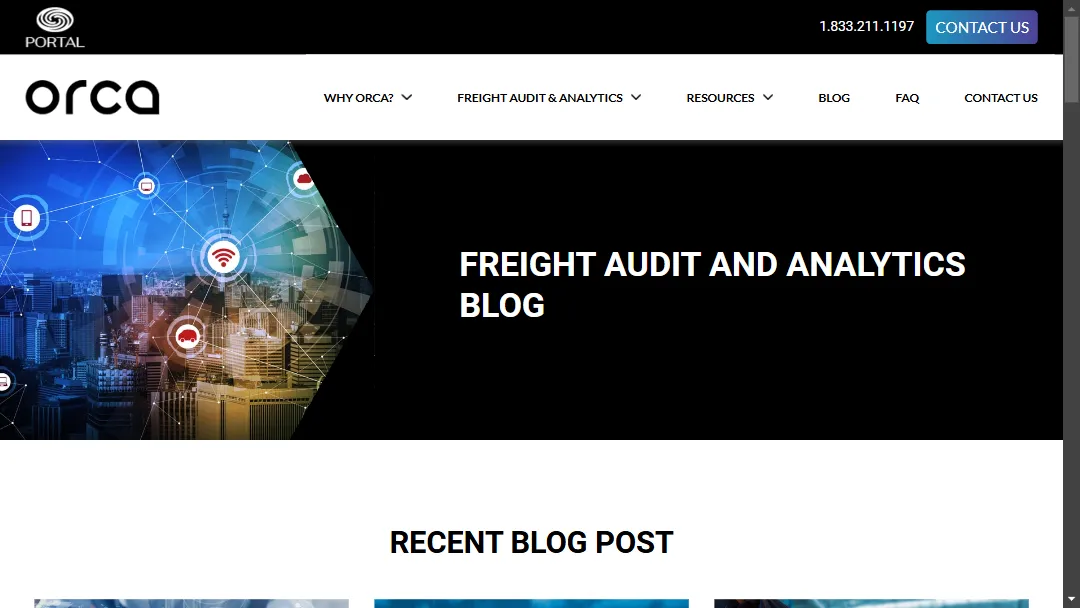 PORTAL
1.833.211.1197
CONTACT US
orca
WHY ORCA?
FREIGHT AUDIT & ANALYTICS
RESOURCES
BLOG
FAQ
CONTACT US
FREIGHT AUDIT AND ANALYTICS
BLOG
RECENT BLOG POST